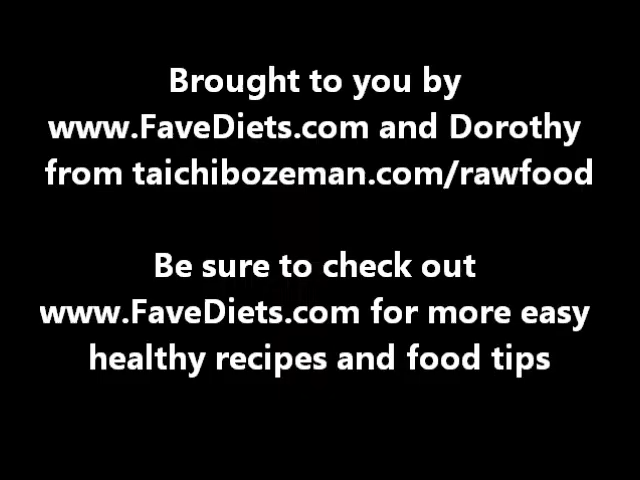 Brought to you by
www.FaveDiets.com and Dorothy
from taichibozeman.com/rawfood
Be sure to check out
www.FaveDiets.com for more easy
healthy recipes and food tips